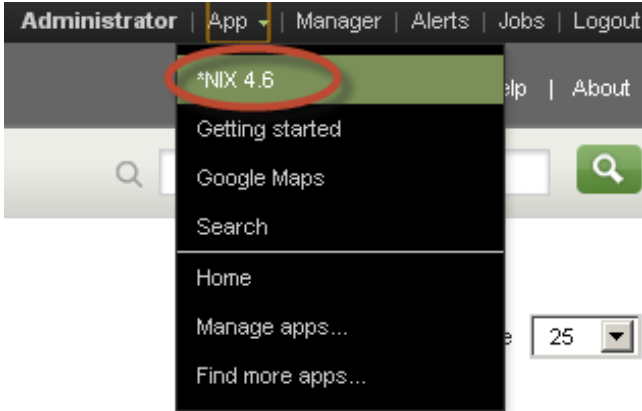 Administrator | App | Manager | Alerts | Jobs | Logout
*NIX 4.6
| About
Getting started
Google Maps
Search
Home
Manage apps...
25
Find more apps...